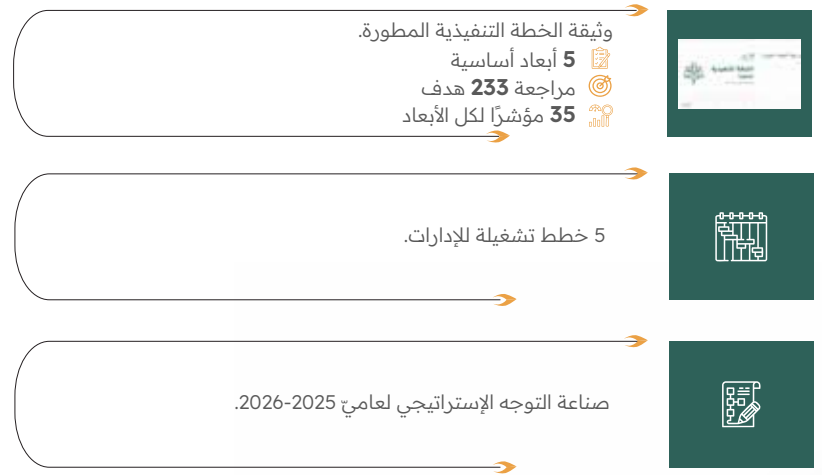 وثيقة الخطة التنفيذية المطورة.
5 أبعاد أساسية
مراجعة 233 هدف
35 مؤشرًا لكل الأبعاد
5 خطط تشغيلة للإدارات.
صناعة التوجه الإستراتيجي لعاميّ 2025-2026.